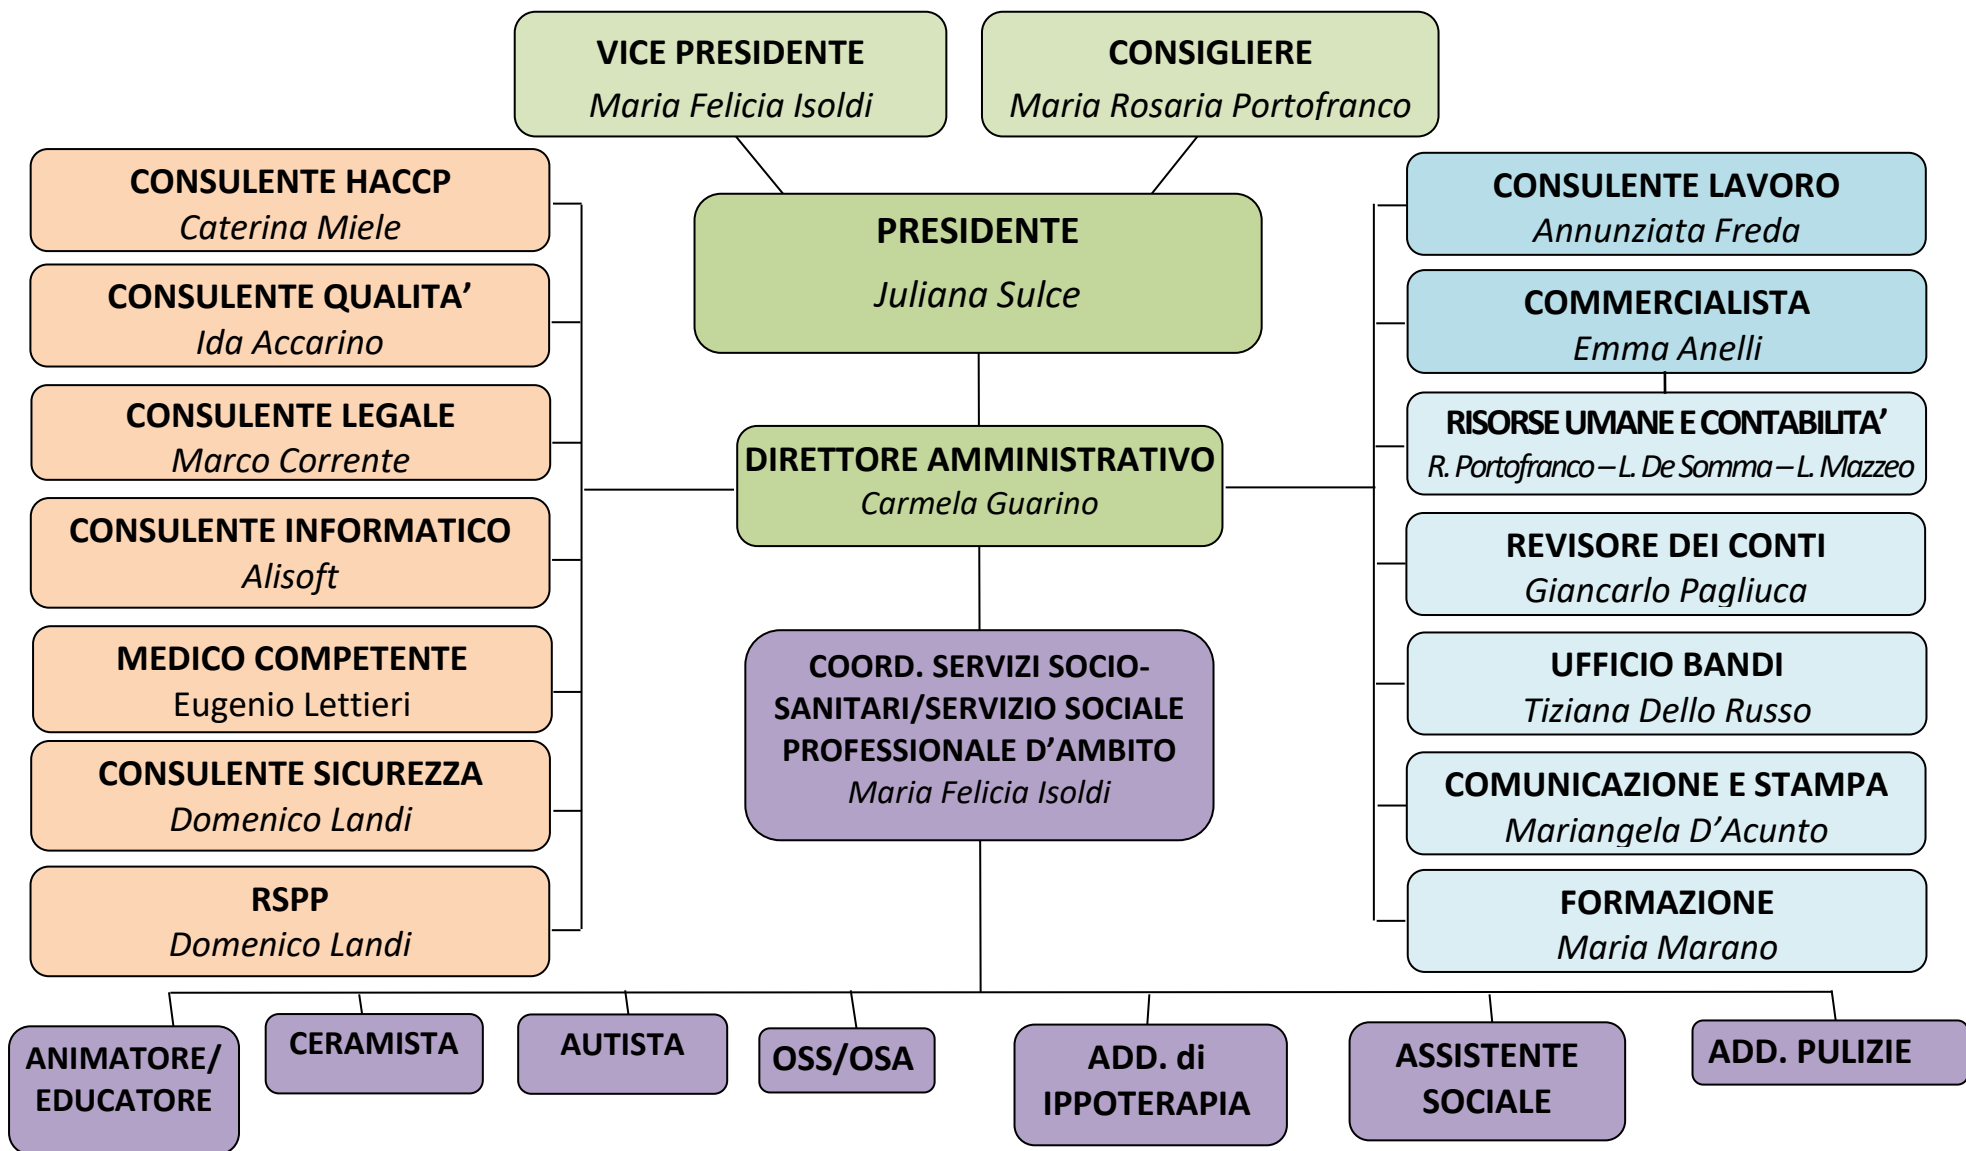 VICE PRESIDENTE
Maria Felicia Isoldi
CONSIGLIERE
Maria Rosaria Portofranco
PRESIDENTE
Juliana Sulce
CONSULENTE HACCP
Caterina Miele
CONSULENTE QUALITA’
Ida Accarino
CONSULENTE LEGALE
Marco Corrente
CONSULENTE INFORMATICO
Alisoft
MEDICO COMPETENTE
Eugenio Lettieri
CONSULENTE SICUREZZA
Domenico Landi
RSPP
Domenico Landi
DIRETTORE AMMINISTRATIVO
Carmela Guarino
COORD. SERVIZI SOCIO-
SANITARI/SERVIZIO SOCIALE
PROFESSIONALE D’AMBITO
Maria Felicia Isoldi
CONSULENTE LAVORO
Annunziata Freda
COMMERCIALISTA
Emma Anelli
RISORSE UMANE E CONTABILITA’
R. Portofranco – L. De Somma – L. Mazzeo
REVISORE DEI CONTI
Giancarlo Pagliuca
UFFICIO BANDI
Tiziana Dello Russo
COMUNICAZIONE E STAMPA
Mariangela D’Acunto
FORMAZIONE
Maria Marano
ANIMATORE/
EDUCATORE
CERAMISTA
AUTISTA
OSS/OSA
ADD. di
IPPOTERAPIA
ASSISTENTE
SOCIALE
ADD. PULIZIE